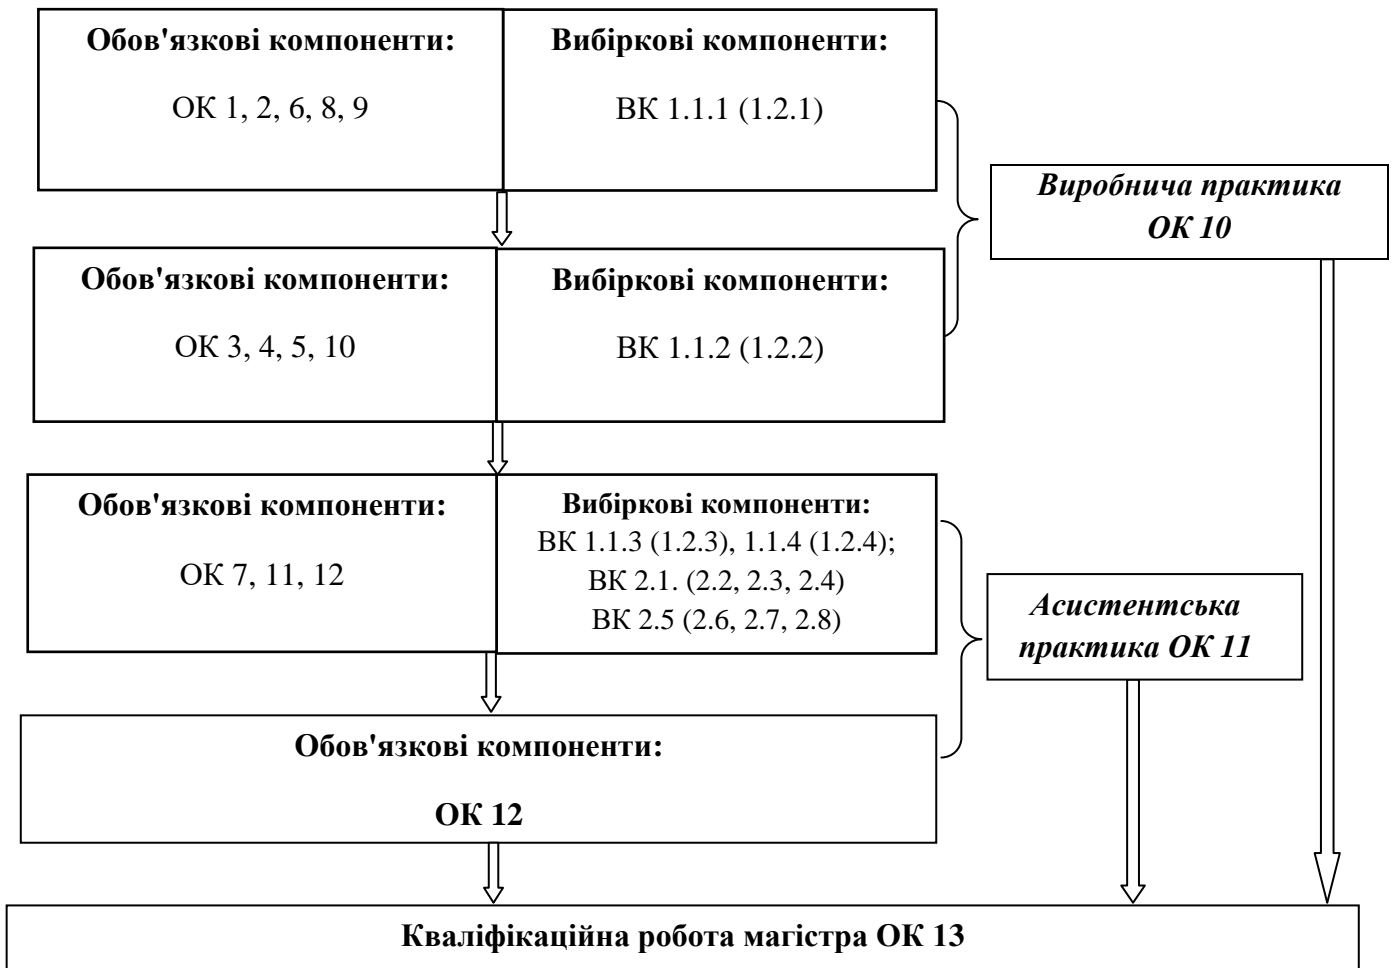 Обов'язкові компоненти:
ОК 1, 2, 6, 8, 9
Вибіркові компоненти:
ВК 1.1.1 (1.2.1)
Виробнича практика
ОК 10
Обов'язкові компоненти:
ОК 3, 4, 5, 10
Вибіркові компоненти:
ВК 1.1.2 (1.2.2)
Обов'язкові компоненти:
ОК 7, 11, 12
Вибіркові компоненти:
ВК 1.1.3 (1.2.3), 1.1.4 (1.2.4);
ВК 2.1. (2.2, 2.3, 2.4)
ВК 2.5 (2.6, 2.7, 2.8)
Асистентська
практика ОК 11
Обов'язкові компоненти:
ОК 12
Кваліфікаційна робота магістра ОК 13